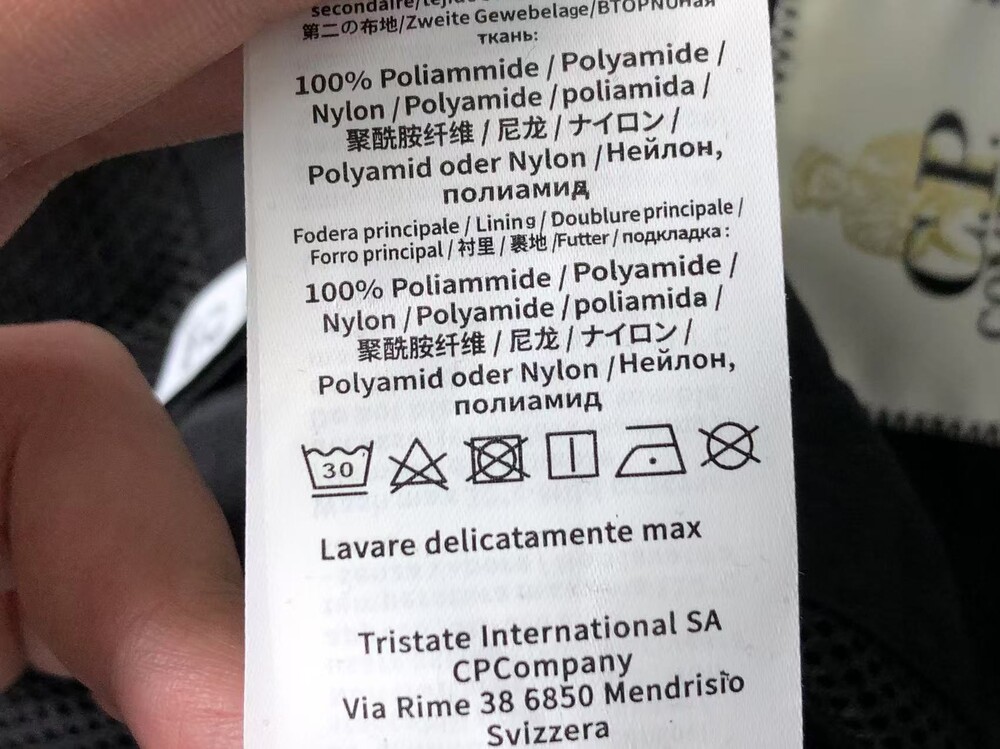 secondaire/
第二の布地/Zweite Gewebelage/ВТОРИЧНая
ткань:
100% Poliammide / Polyamide /
Nylon / Polyamide / poliamida /
聚酰胺纤维 / 尼龙 / ナイロン /
Polyamid oder Nylon / Нейлон,
полиамид
Fodera principale / Lining / Doublure principale /
Forro principal / 衬里 / 裏地 /Futter / подкладка :
100% Poliammide / Polyamide /
Nylon / Polyamide / poliamida /
聚酰胺纤维 / 尼龙 / ナイロン /
Polyamid oder Nylon / Нейлон,
полиамид
30
Lavare delicatamente max
Tristate International SA
CPCompany
Via Rime 38 6850 Mendrisio
Svizzera
C.P.